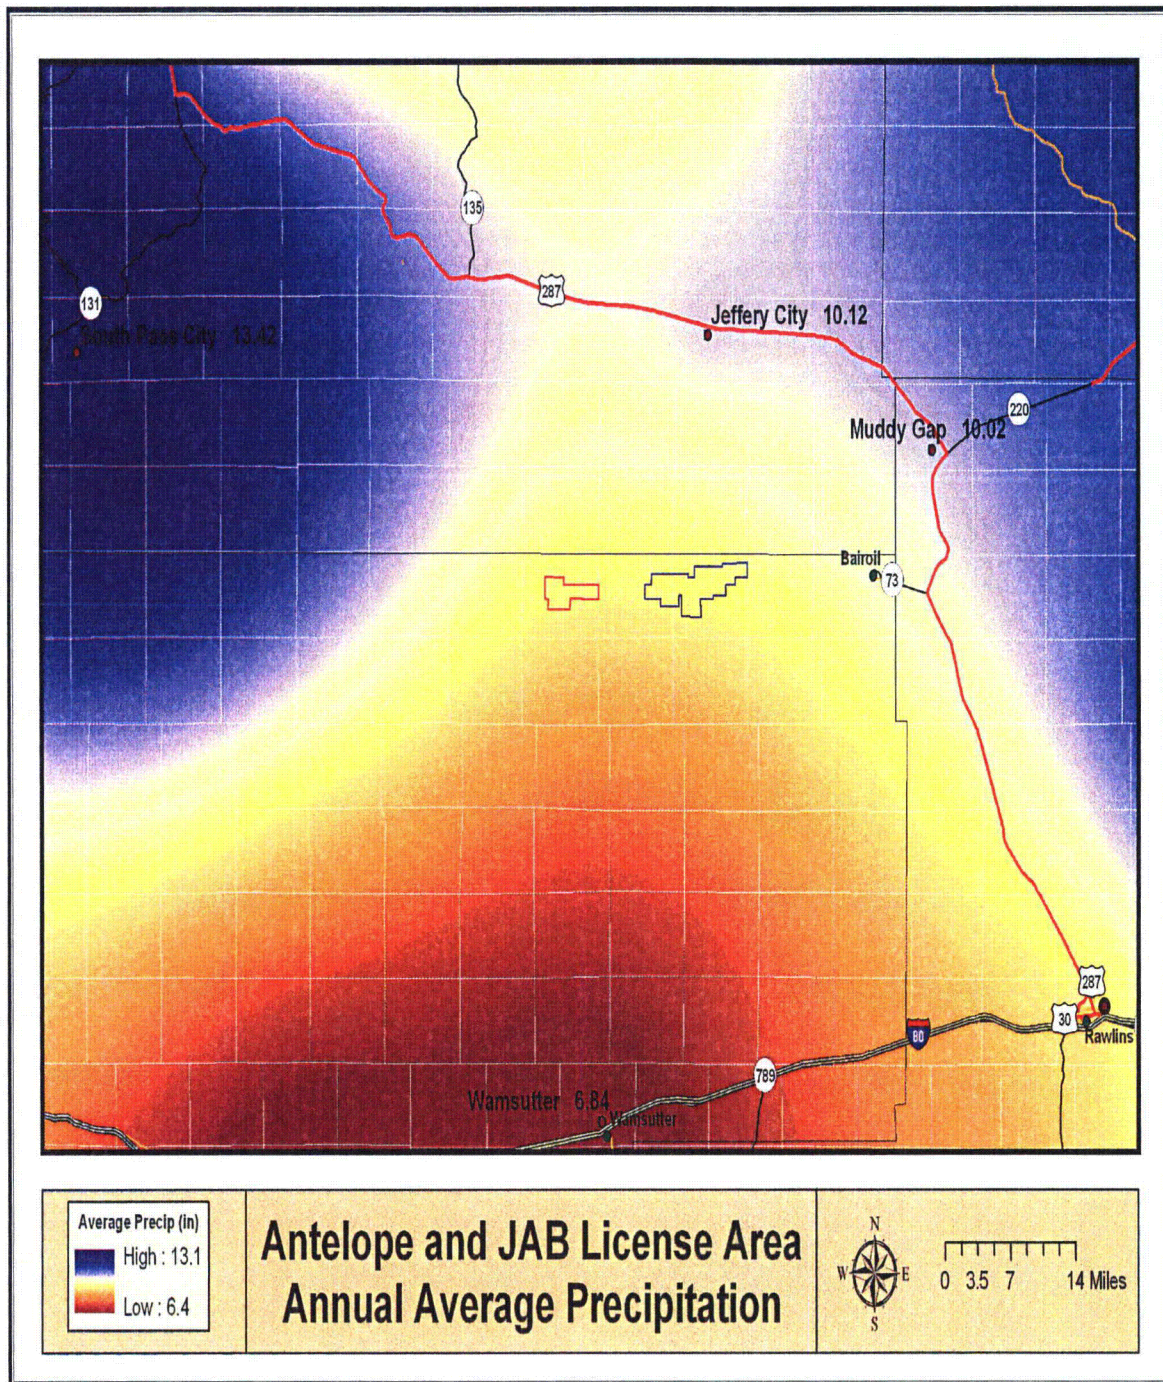 135
287
131
South Pass City 13.42
Jeffery City 10.12
220
Muddy Gap 10.02
Bairoil
73
287
30
80
Rawlins
789
Wamsutter 6.84
Wamsutter
Average Precip (in)
High : 13.1
Low : 6.4
Antelope and JAB License Area
Annual Average Precipitation
N
W E
S
0 3.5 7 14 Miles